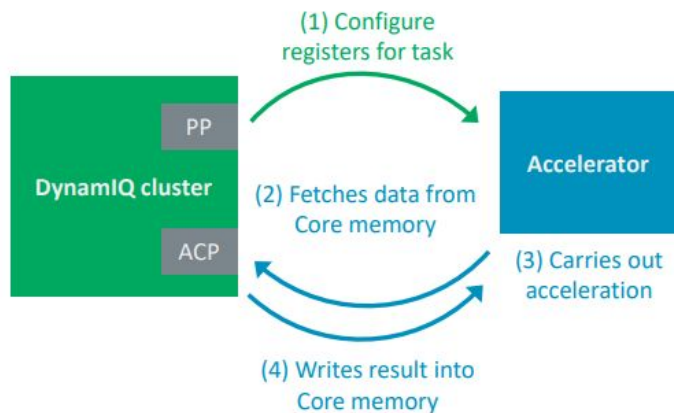 (1) Configure
registers for task
PP
DynamIQ cluster
ACP
Accelerator
(2) Fetches data from
Core memory
(3) Carries out
acceleration
(4) Writes result into
Core memory